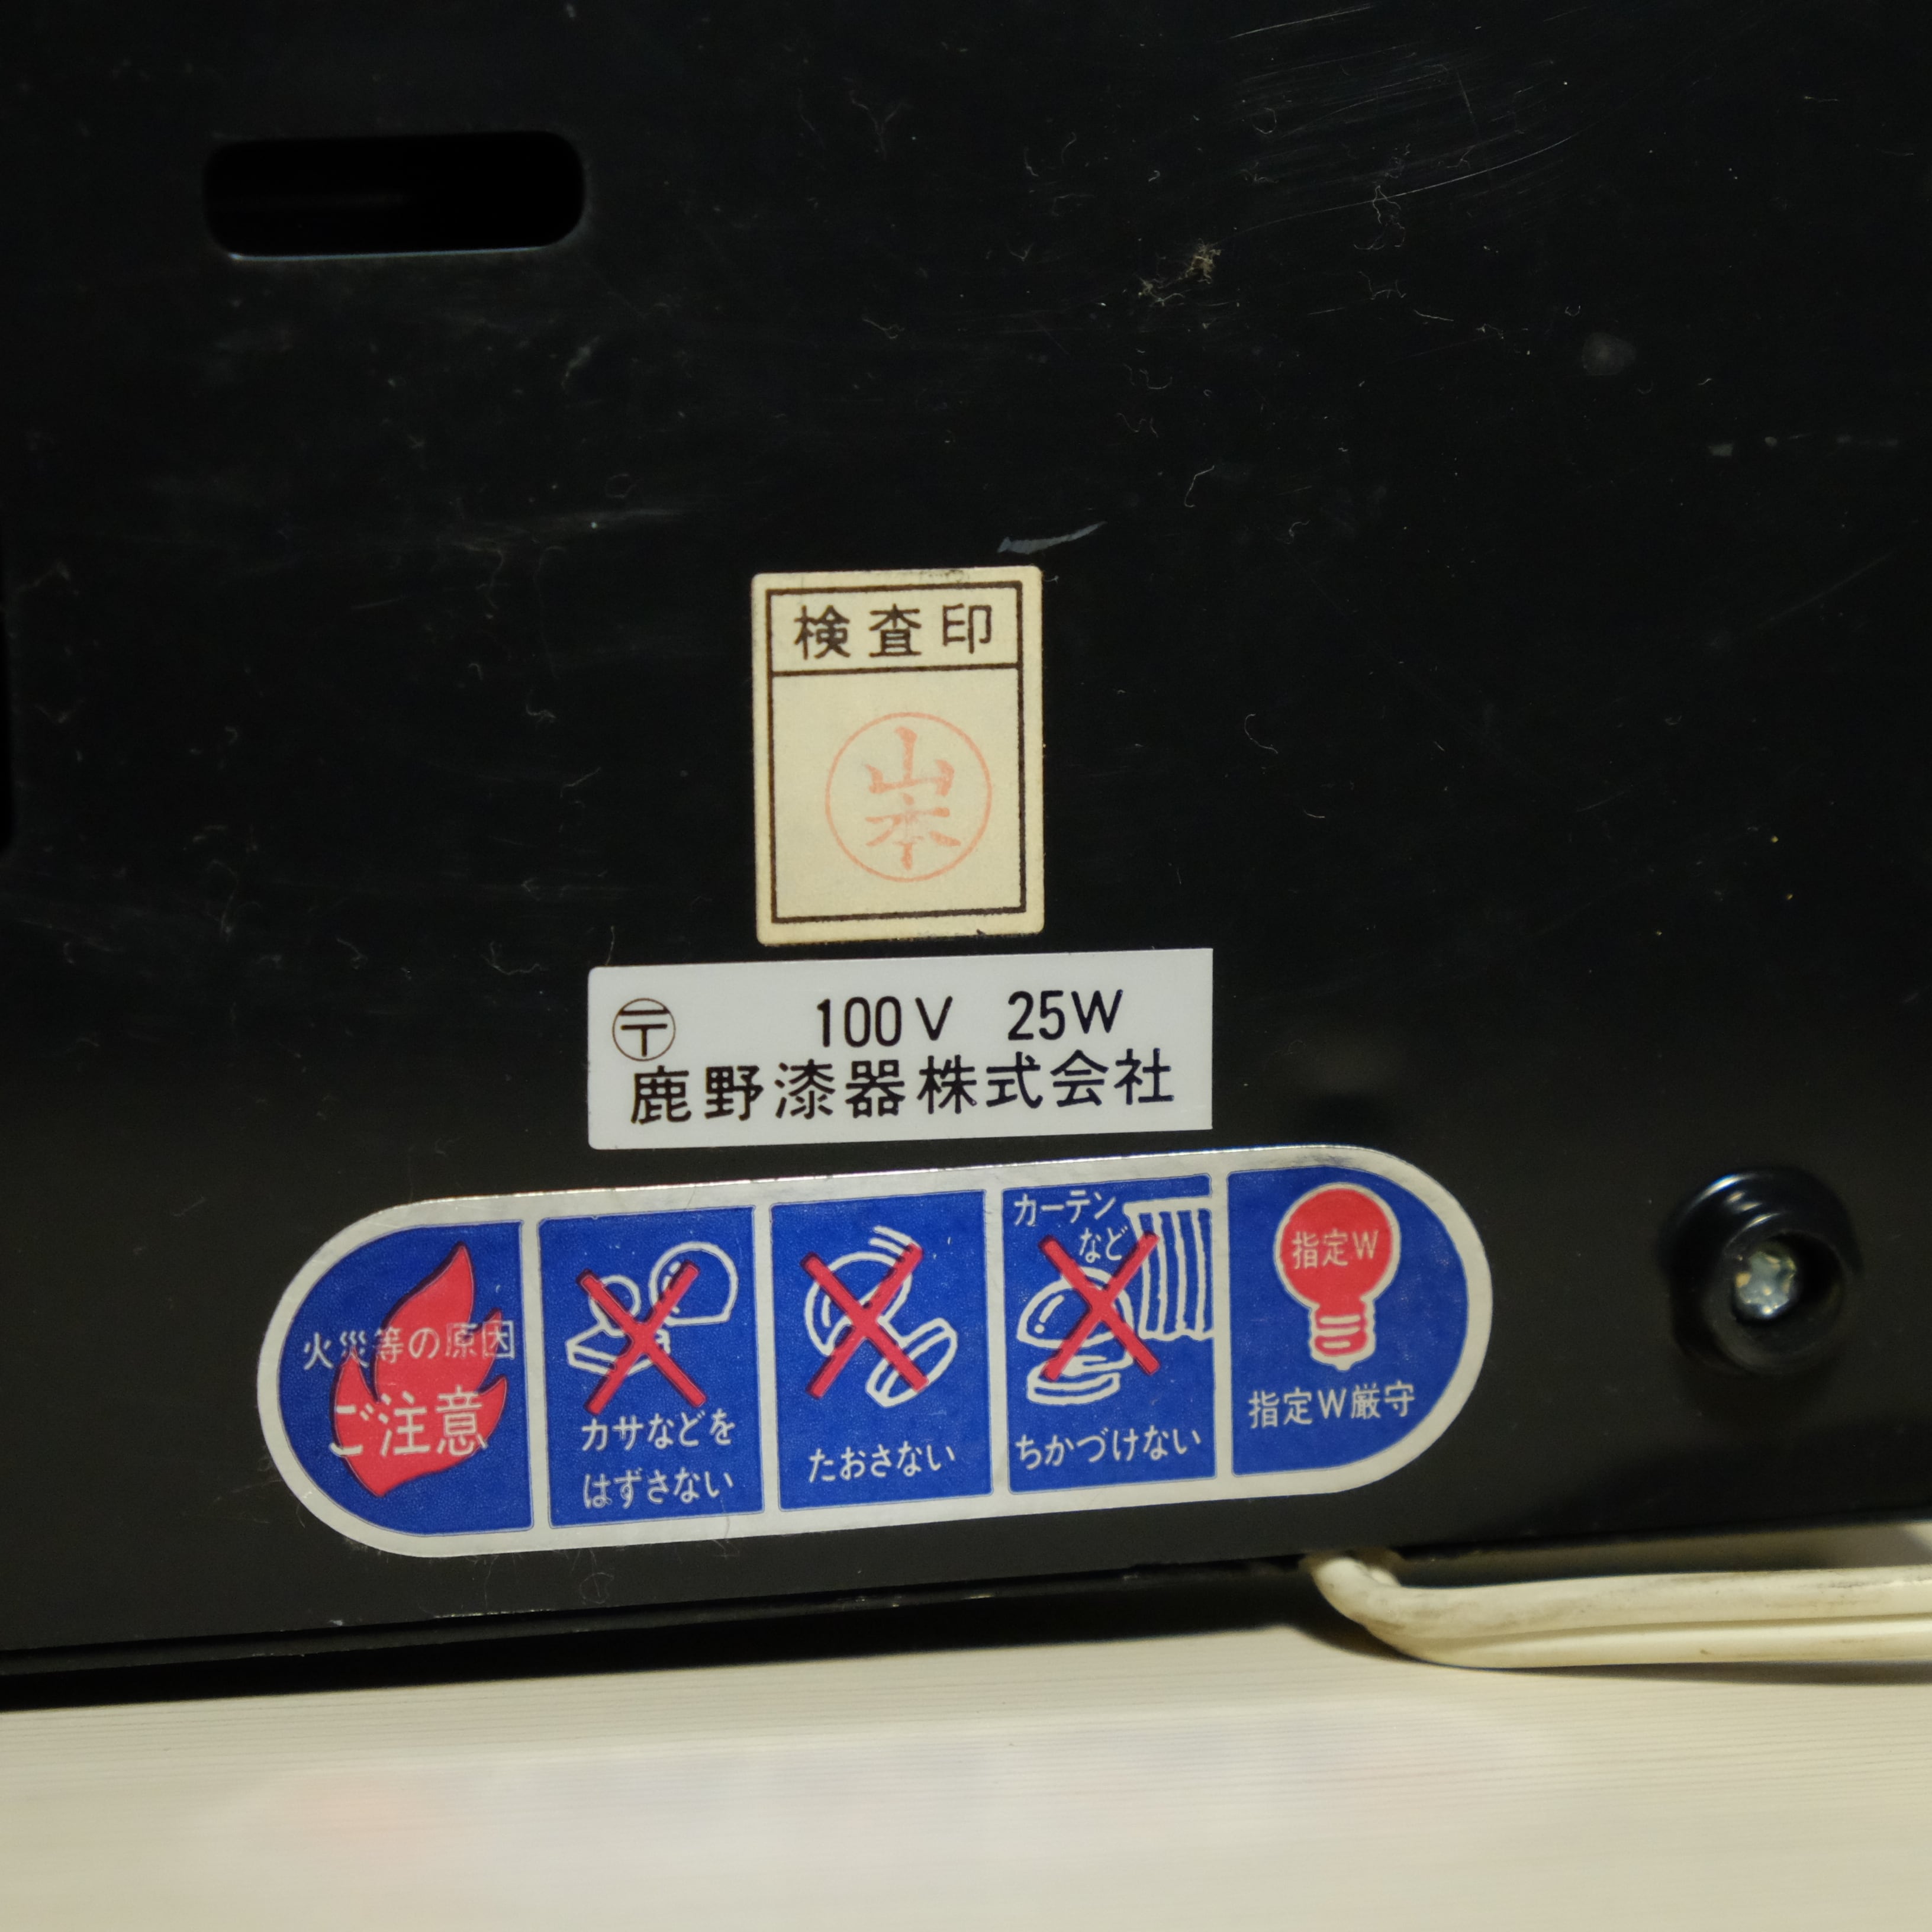 検査印
山本
〒 100V 25W
鹿野漆器株式会社
火災等の原因
ご注意
カサなどを
はずさない
たおさない
カーテン
など
ちかづけない
指定W
指定W厳守